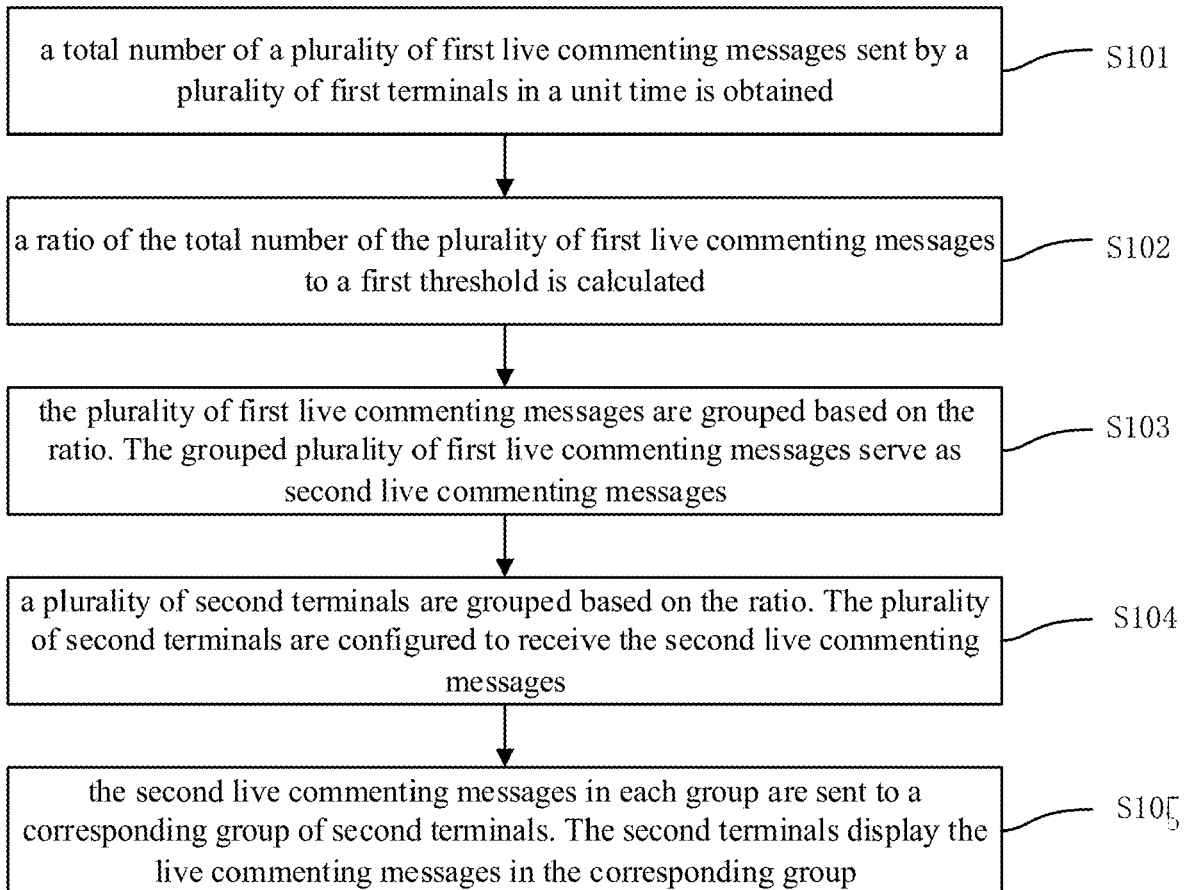 a total number of a plurality of first live commenting messages sent by a
plurality of first terminals in a unit time is obtained
S101
a ratio of the total number of the plurality of first live commenting messages
to a first threshold is calculated
S102
the plurality of first live commenting messages are grouped based on the
ratio. The grouped plurality of first live commenting messages serve as
second live commenting messages
S103
a plurality of second terminals are grouped based on the ratio. The plurality
of second terminals are configured to receive the second live commenting
messages
S104
the second live commenting messages in each group are sent to a
corresponding group of second terminals. The second terminals display the
live commenting messages in the corresponding group
S105